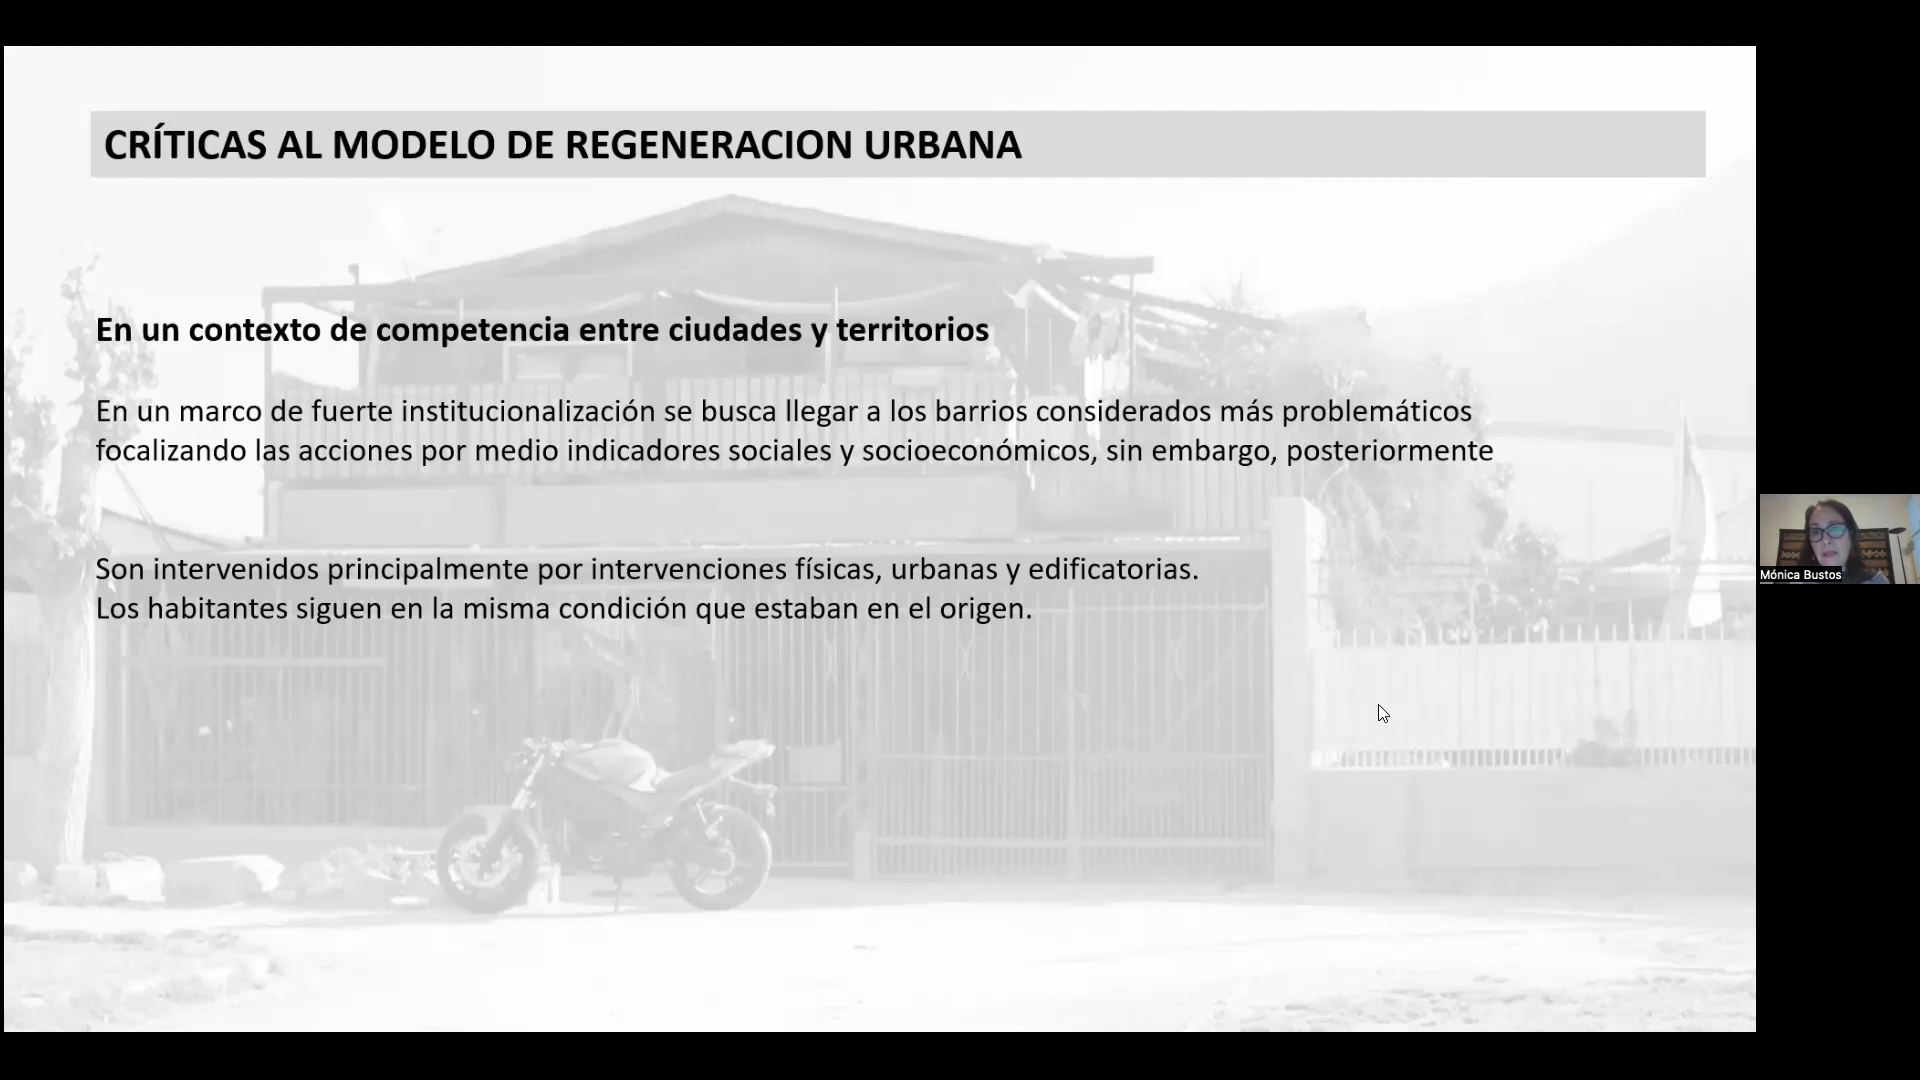 CRÍTICAS AL MODELO DE REGENERACION URBANA
En un contexto de competencia entre ciudades y territorios
En un marco de fuerte institucionalización se busca llegar a los barrios considerados más problemáticos
focalizando las acciones por medio indicadores sociales y socioeconómicos, sin embargo, posteriormente
Son intervenidos principalmente por intervenciones físicas, urbanas y edificatorias.
Los habitantes siguen en la misma condición que estaban en el origen.
Mónica Bustos